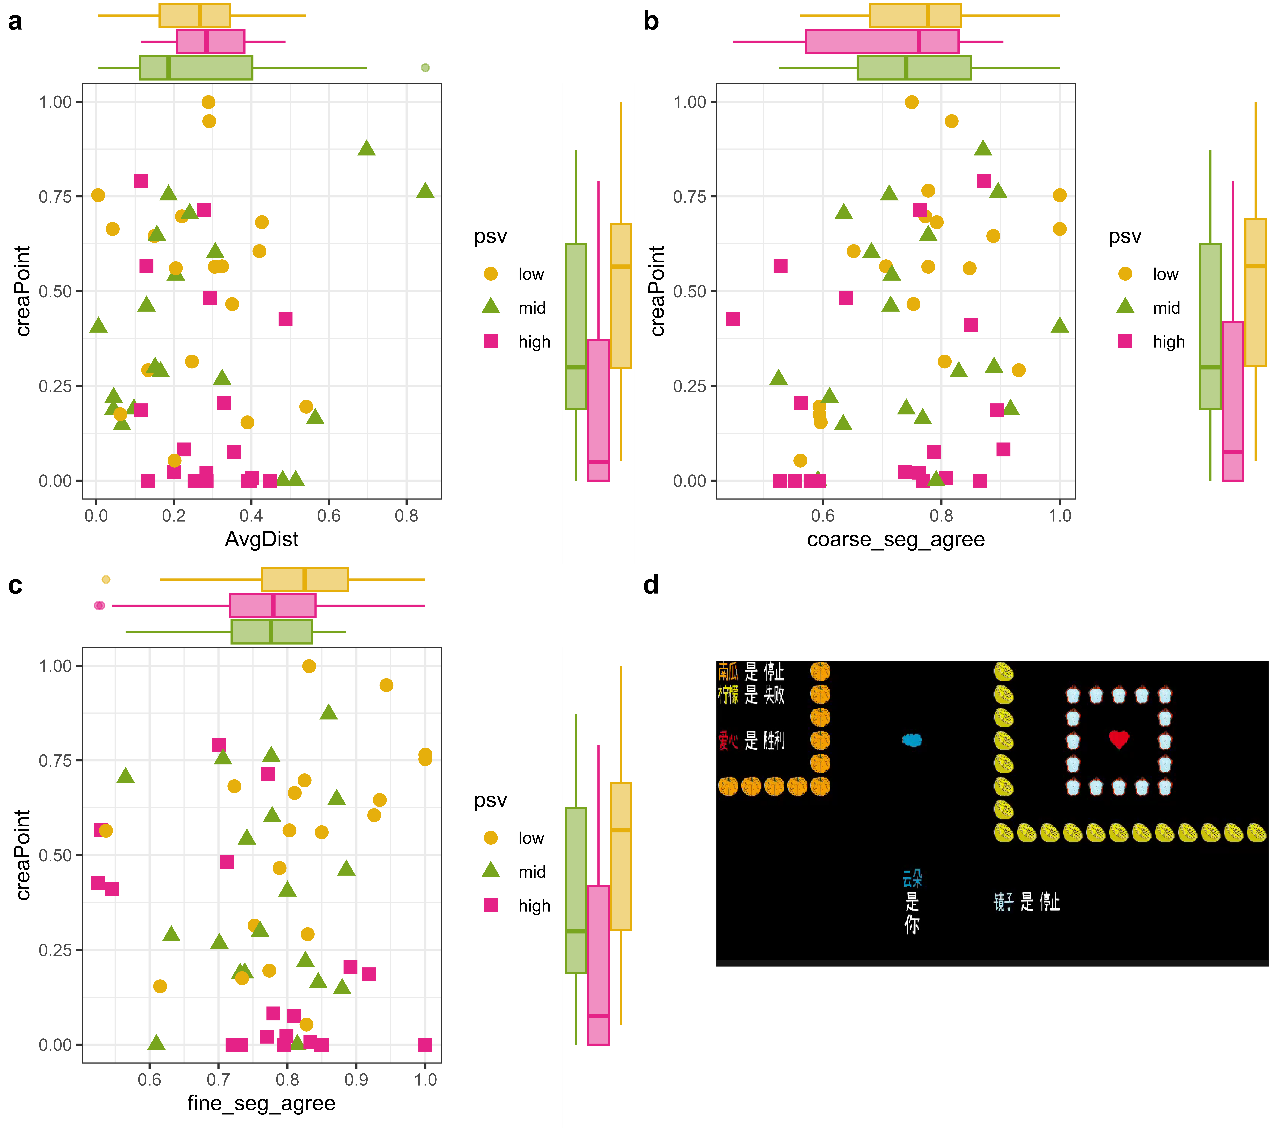 a
1.00
0.75
0.50
0.25
0.00
creaPoint
0.0 0.2 0.4 0.6 0.8
AvgDist
psv
low
mid
high
b
1.00
0.75
0.50
0.25
0.00
creaPoint
0.6 0.8 1.0
coarse_seg_agree
psv
low
mid
high
c
1.00
0.75
0.50
0.25
0.00
creaPoint
0.6 0.7 0.8 0.9 1.0
fine_seg_agree
psv
low
mid
high
d
南瓜 是 停止
柠檬 是 失败
爱心 是 胜利
云朵
是
你
镜子 是 停止